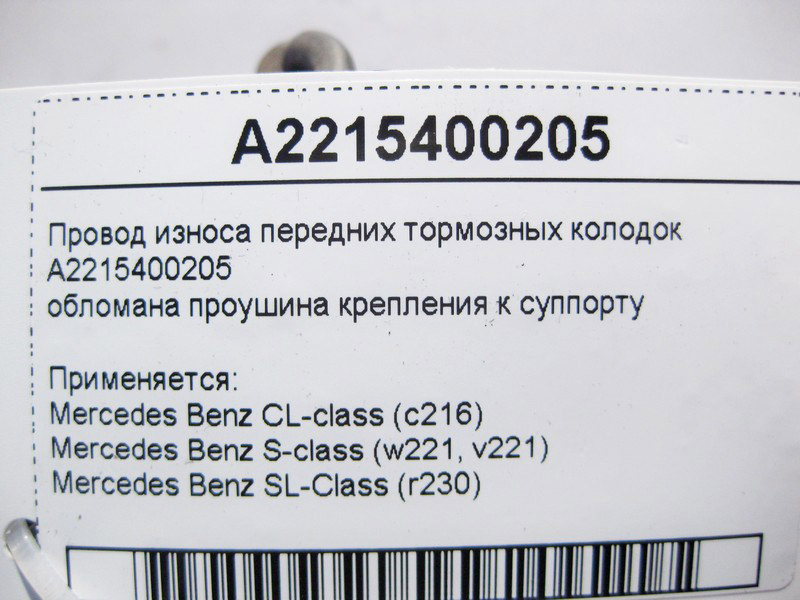 A2215400205
Провод износа передних тормозных колодок
A2215400205
обломана проушина крепления к суппорту
Применяется:
Mercedes Benz CL-class (c216)
Mercedes Benz S-class (w221, v221)
Mercedes Benz SL-Class (r230)